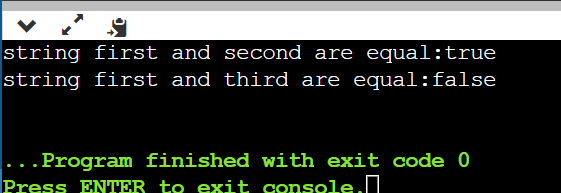 string first and second are equal:true
string first and third are equal:false
...Program finished with exit code 0
Press ENTER to exit console.